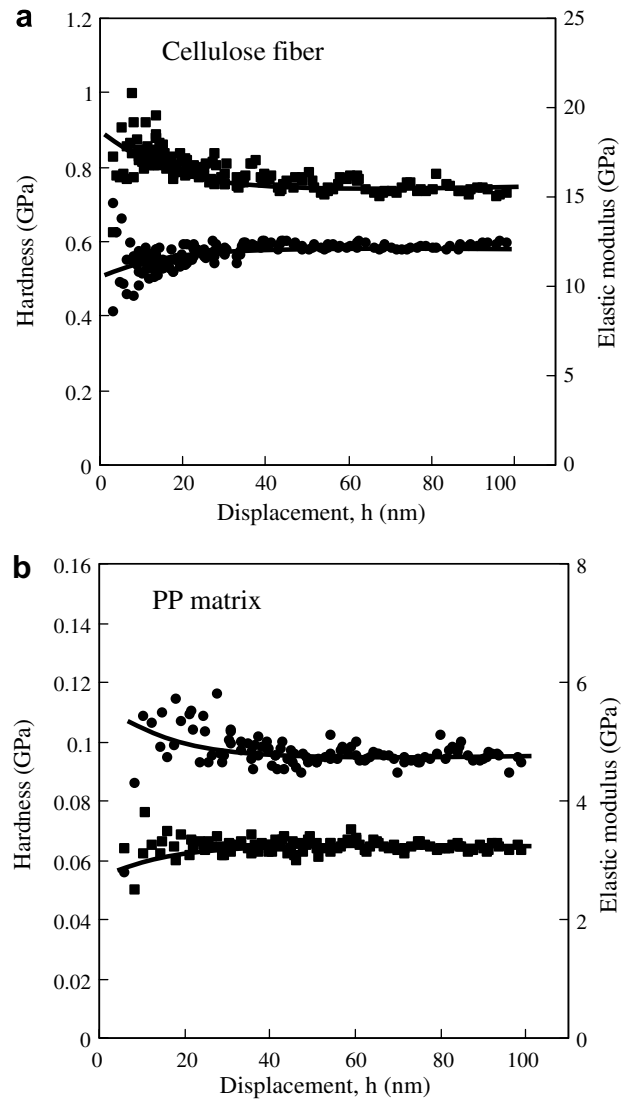 a
Cellulose fiber
1.2
1
0.8
0.6
0.4
0.2
0
25
20
15
10
5
0
Hardness (GPa)
Elastic modulus (GPa)
0 20 40 60 80 100
Displacement, h (nm)
b
PP matrix
0.16
0.14
0.12
0.1
0.08
0.06
0.04
0.02
0
8
6
4
2
0
Hardness (GPa)
Elastic modulus (GPa)
0 20 40 60 80 100
Displacement, h (nm)